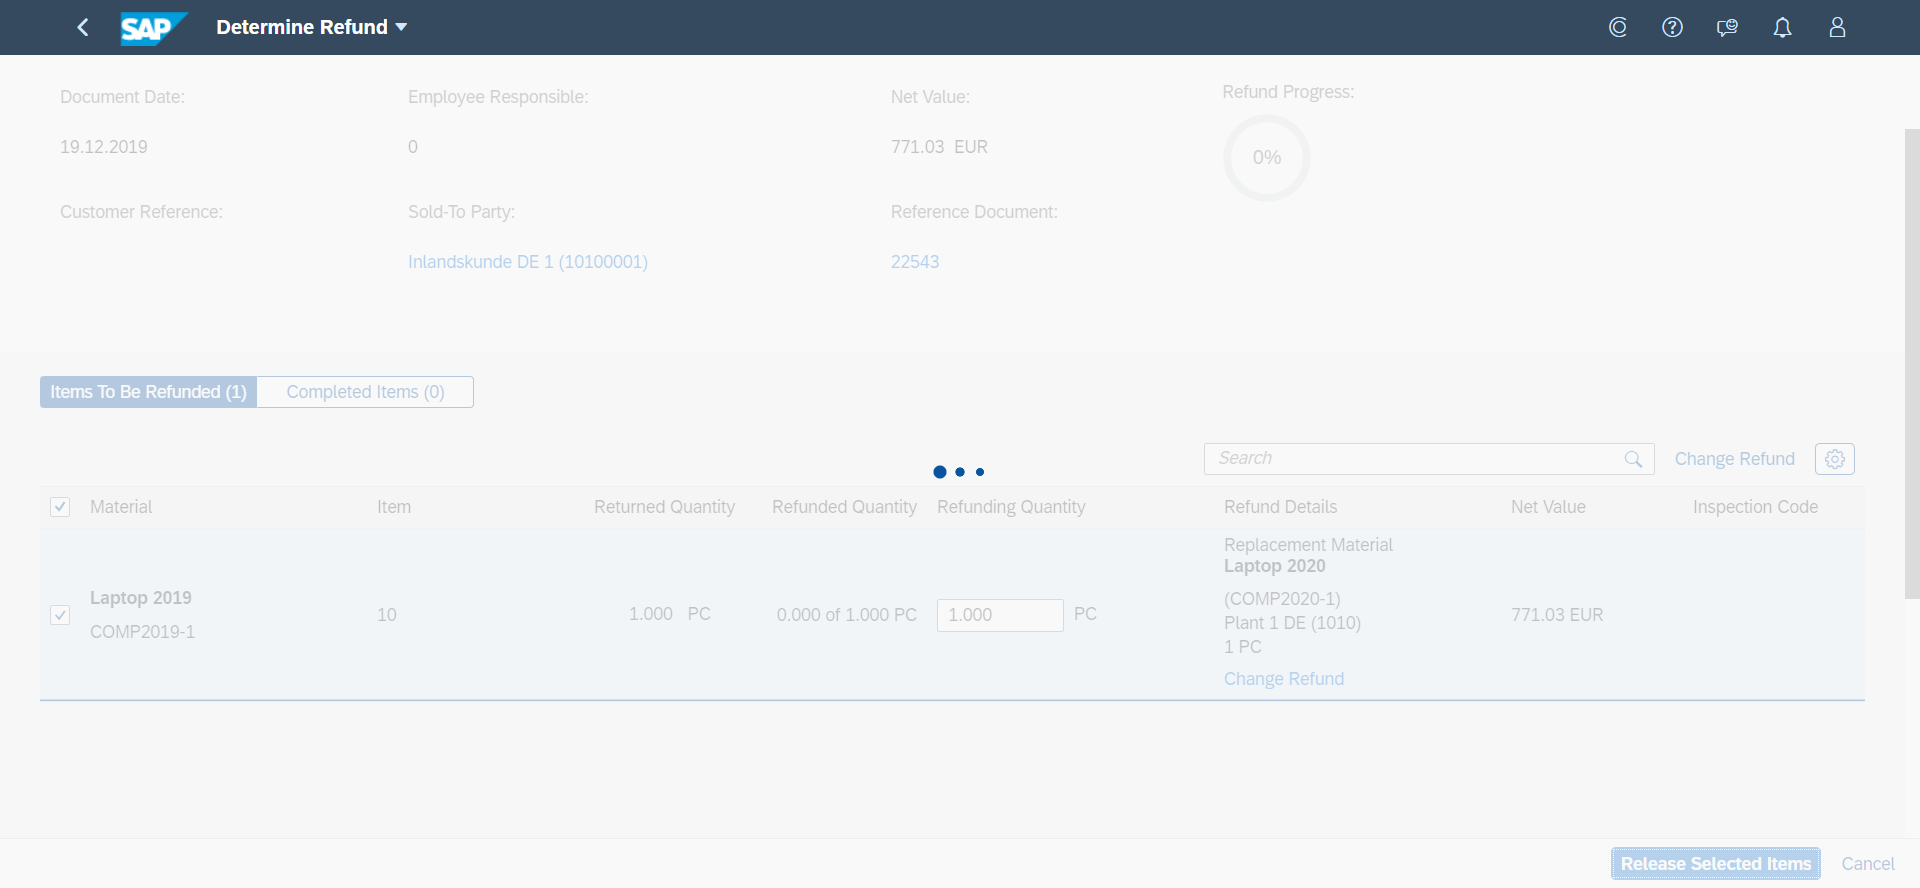 SAP Determine Refund
Document Date: Employee Responsible: Net Value: Refund Progress:
19.12.2019 0 771.03 EUR 0%
Customer Reference: Sold-To Party: Reference Document:
Inlandskunde DE 1 (10100001) 22543
Items To Be Refunded (1) Completed Items (0)
Search Change Refund
Material Item Returned Quantity Refunded Quantity Refunding Quantity Refund Details Net Value Inspection Code
Laptop 2019
COMP2019-1
10 1.000 PC 0.000 of 1.000 PC 1.000 PC
Replacement Material
Laptop 2020
(COMP2020-1)
Plant 1 DE (1010)
1 PC
Change Refund
771.03 EUR
Release Selected Items Cancel